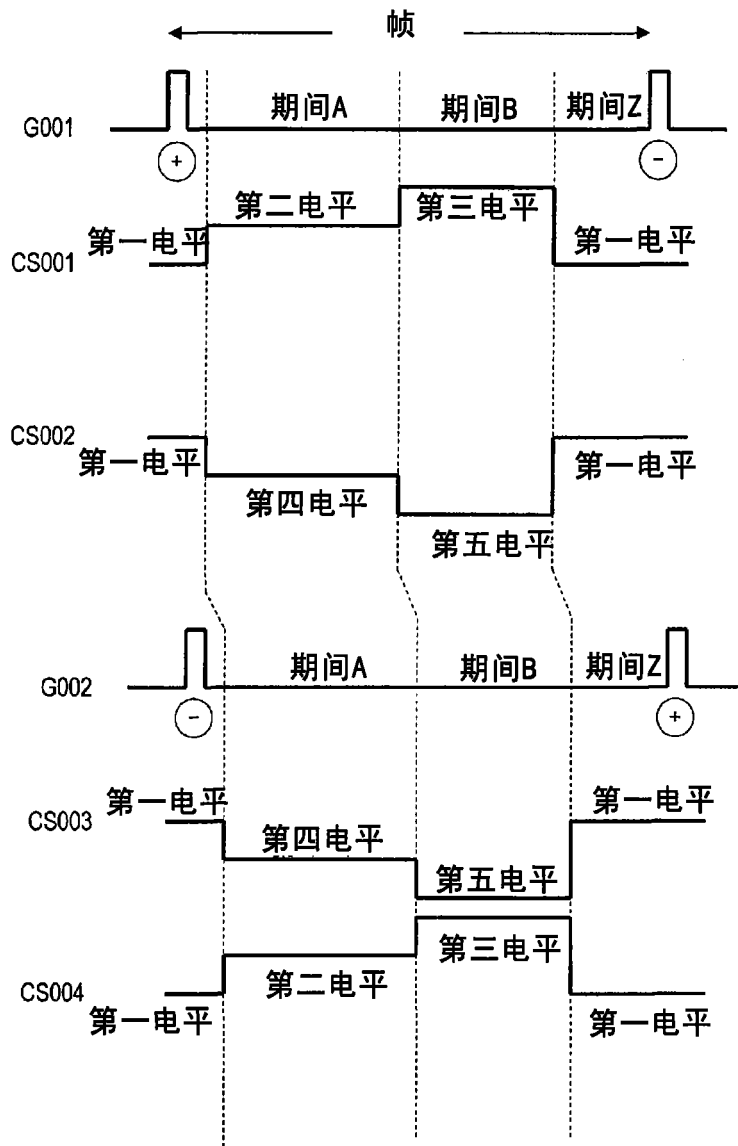 帧
G001 期间A 期间B 期间Z
+ -
第二电平 第三电平
第一电平 第一电平
CS001
CS002
第一电平 第一电平
第四电平
第五电平
G002 期间A 期间B 期间Z
- +
第一电平 第一电平
CS003
第四电平
第五电平
第三电平
第二电平
CS004
第一电平 第一电平